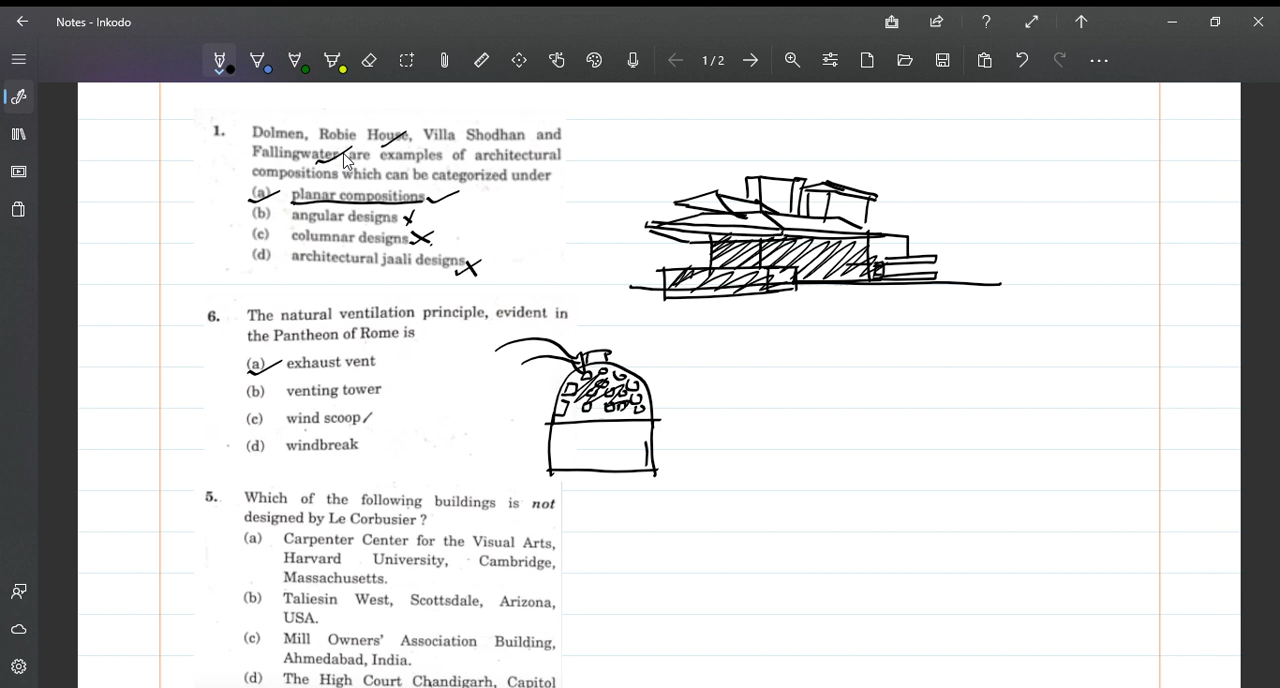 Notes - Inkodo
1 / 2
1. Dolmen, Robie House, Villa Shodhan and
Fallingwater are examples of architectural
compositions which can be categorized under
(a) planar compositions
(b) angular designs
(c) columnar designs
(d) architectural jaali designs
6. The natural ventilation principle, evident in
the Pantheon of Rome is
(a) exhaust vent
(b) venting tower
(c) wind scoop
(d) windbreak
5. Which of the following buildings is not
designed by Le Corbusier ?
(a) Carpenter Center for the Visual Arts,
Harvard University, Cambridge,
Massachusetts.
(b) Taliesin West, Scottsdale, Arizona,
USA.
(c) Mill Owners' Association Building,
Ahmedabad, India.
(d) The High Court Chandigarh, Capitol